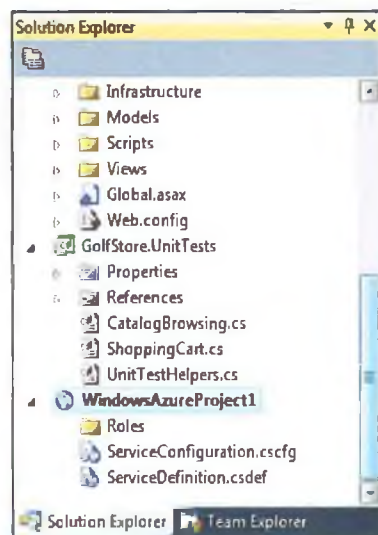 Solution Explorer
Infrastructure
Models
Scripts
Views
Global.asax
Web.config
GolfStore.UnitTests
Properties
References
CatalogBrowsing.cs
ShoppingCart.cs
UnitTestHelpers.cs
WindowsAzureProject1
Roles
ServiceConfiguration.cscfg
ServiceDefinition.csdef
Solution Explorer Team Explorer